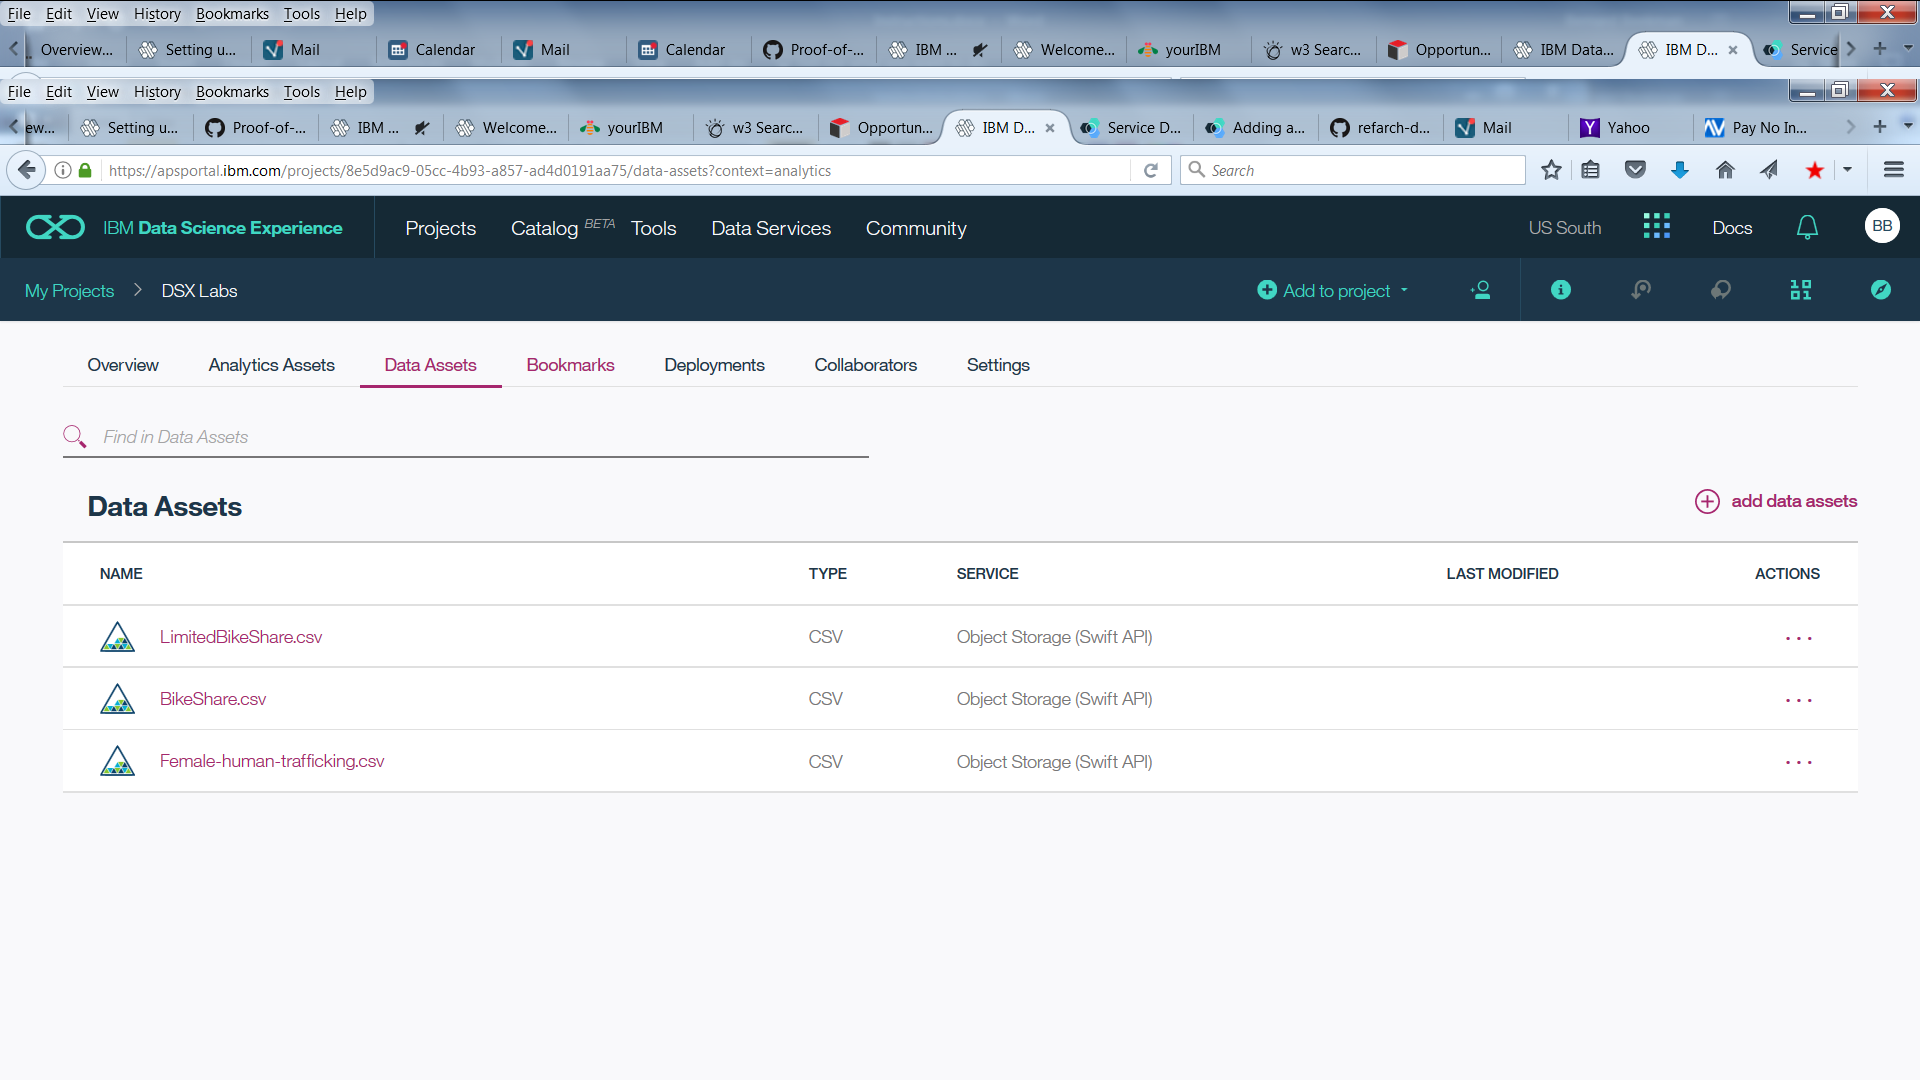 File Edit View History Bookmarks Tools Help
Overview... Setting u... Mail Calendar Mail Calendar Proof-of-... IBM ... Welcome... yourIBM w3 Searc... Opportun... IBM Data... IBM D... Service
File Edit View History Bookmarks Tools Help
ew... Setting u... Proof-of-... IBM ... Welcome... yourIBM w3 Searc... Opportun... IBM D... Service D... Adding a... refarch-d... Mail Yahoo Pay No In...
https://apsportal.ibm.com/projects/8e5d9ac9-05cc-4b93-a857-ad4d0191aa75/data-assets?context=analytics Search
IBM Data Science Experience Projects Catalog BETA Tools Data Services Community US South Docs BB
My Projects > DSX Labs Add to project
Overview Analytics Assets Data Assets Bookmarks Deployments Collaborators Settings
Find in Data Assets
Data Assets add data assets
NAME TYPE SERVICE LAST MODIFIED ACTIONS
LimitedBikeShare.csv CSV Object Storage (Swift API) ...
BikeShare.csv CSV Object Storage (Swift API) ...
Female-human-trafficking.csv CSV Object Storage (Swift API) ...